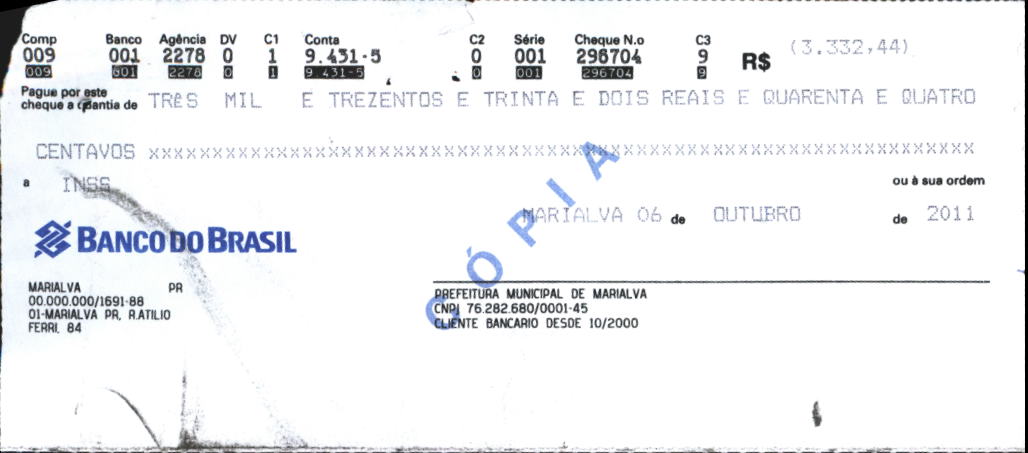 Comp Banco Agência DV C1 Conta C2 Série Cheque N.o C3
009 001 2278 0 1 9.431-5 0 001 296704 9 R$ (3.332,44)
009 001 2278 0 1 9.431-5 0 001 296704 9
Pague por este
cheque a quantia de TRêS MIL E TREZENTOS E TRINTA E DOIS REAIS E QUARENTA E QUATRO
CENTAVOS xxxxxxxxxxxxxxxxxxxxxxxxxxxxxxxxxxxxxxxxxxxxxxxxxxxxxxxxxxxxxxxxx
a INSS ou à sua ordem
MARIALVA 06 de OUTUBRO de 2011
BANCO DO BRASIL
CÓPIA
MARIALVA PR
00.000.000/1691-88
01-MARIALVA PR, R.ATILIO
FERRI, 84
PREFEITURA MUNICIPAL DE MARIALVA
CNPJ 76.282.680/0001-45
CLIENTE BANCARIO DESDE 10/2000